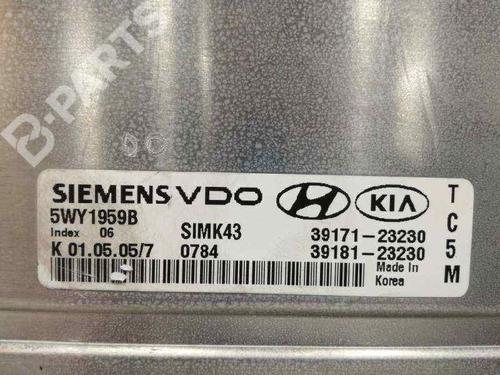 B-PARTS
SIEMENS VDO KIA
5WY1959B
Index 06 SIMK43 39171-23230
K 01.05.05/7 0784 39181-23230
Made In
Korea
TC5M